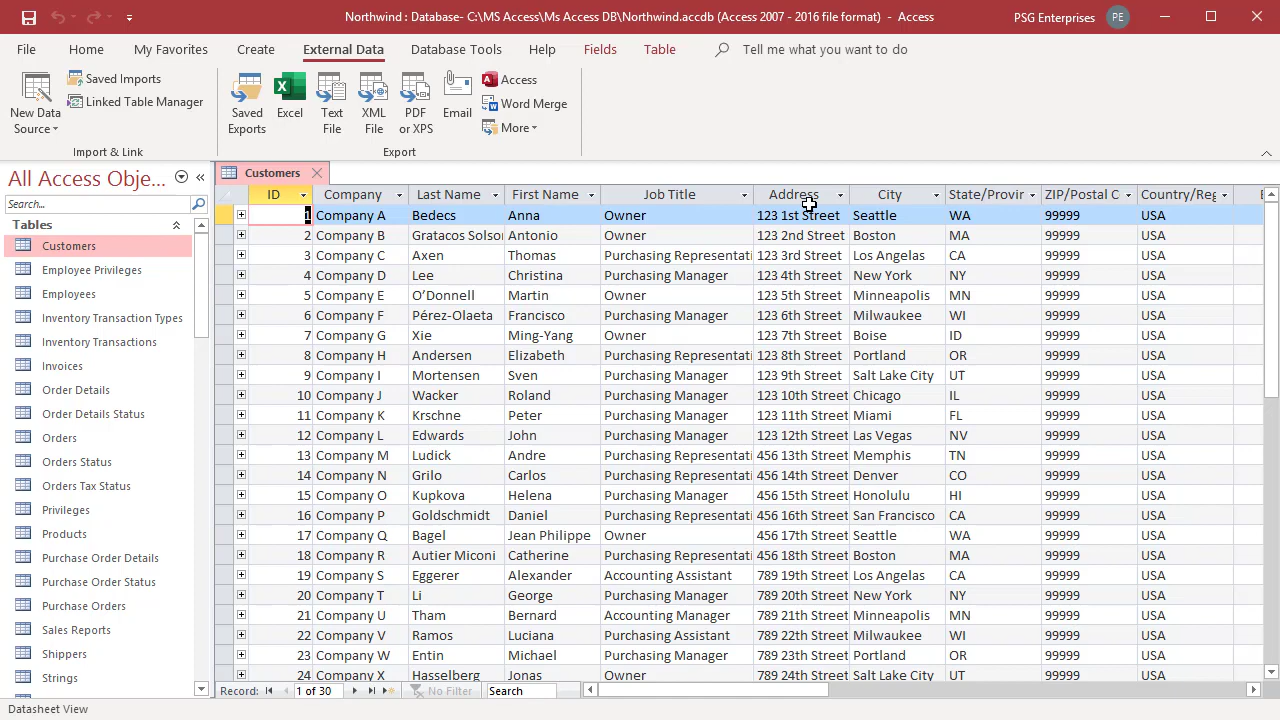 Northwind : Database- C:\MS Access\Ms Access DB\Northwind.accdb (Access 2007 - 2016 file format) - Access
PSG Enterprises PE
File Home My Favorites Create External Data Database Tools Help Fields Table Tell me what you want to do
New Data Source
Saved Imports
Linked Table Manager
Import & Link
Saved Exports
Excel
Text File
XML File
PDF or XPS
Email
Access
Word Merge
More
Export
All Access Obje...
Search...
Tables
Customers
Employee Privileges
Employees
Inventory Transaction Types
Inventory Transactions
Invoices
Order Details
Order Details Status
Orders
Orders Status
Orders Tax Status
Privileges
Products
Purchase Order Details
Purchase Order Status
Purchase Orders
Sales Reports
Shippers
Strings
Customers
ID Company Last Name First Name Job Title Address City State/Provir ZIP/Postal C Country/Reg
1 Company A Bedecs Anna Owner 123 1st Street Seattle WA 99999 USA
2 Company B Gratacos Solso Antonio Owner 123 2nd Street Boston MA 99999 USA
3 Company C Axen Thomas Purchasing Representati 123 3rd Street Los Angelas CA 99999 USA
4 Company D Lee Christina Purchasing Manager 123 4th Street New York NY 99999 USA
5 Company E O’Donnell Martin Owner 123 5th Street Minneapolis MN 99999 USA
6 Company F Pérez-Olaeta Francisco Purchasing Manager 123 6th Street Milwaukee WI 99999 USA
7 Company G Xie Ming-Yang Owner 123 7th Street Boise ID 99999 USA
8 Company H Andersen Elizabeth Purchasing Representati 123 8th Street Portland OR 99999 USA
9 Company I Mortensen Sven Purchasing Manager 123 9th Street Salt Lake City UT 99999 USA
10 Company J Wacker Roland Purchasing Manager 123 10th Street Chicago IL 99999 USA
11 Company K Krschne Peter Purchasing Manager 123 11th Street Miami FL 99999 USA
12 Company L Edwards John Purchasing Manager 123 12th Street Las Vegas NV 99999 USA
13 Company M Ludick Andre Purchasing Representati 456 13th Street Memphis TN 99999 USA
14 Company N Grilo Carlos Purchasing Representati 456 14th Street Denver CO 99999 USA
15 Company O Kupkova Helena Purchasing Manager 456 15th Street Honolulu HI 99999 USA
16 Company P Goldschmidt Daniel Purchasing Representati 456 16th Street San Francisco CA 99999 USA
17 Company Q Bagel Jean Philippe Owner 456 17th Street Seattle WA 99999 USA
18 Company R Autier Miconi Catherine Purchasing Representati 456 18th Street Boston MA 99999 USA
19 Company S Eggerer Alexander Accounting Assistant 789 19th Street Los Angelas CA 99999 USA
20 Company T Li George Purchasing Manager 789 20th Street New York NY 99999 USA
21 Company U Tham Bernard Accounting Manager 789 21th Street Minneapolis MN 99999 USA
22 Company V Ramos Luciana Purchasing Assistant 789 22th Street Milwaukee WI 99999 USA
23 Company W Entin Michael Purchasing Manager 789 23th Street Portland OR 99999 USA
24 Company X Hasselberg Jonas Owner 789 24th Street Salt Lake City UT 99999 USA
Record: 1 of 30 No Filter Search
Datasheet View